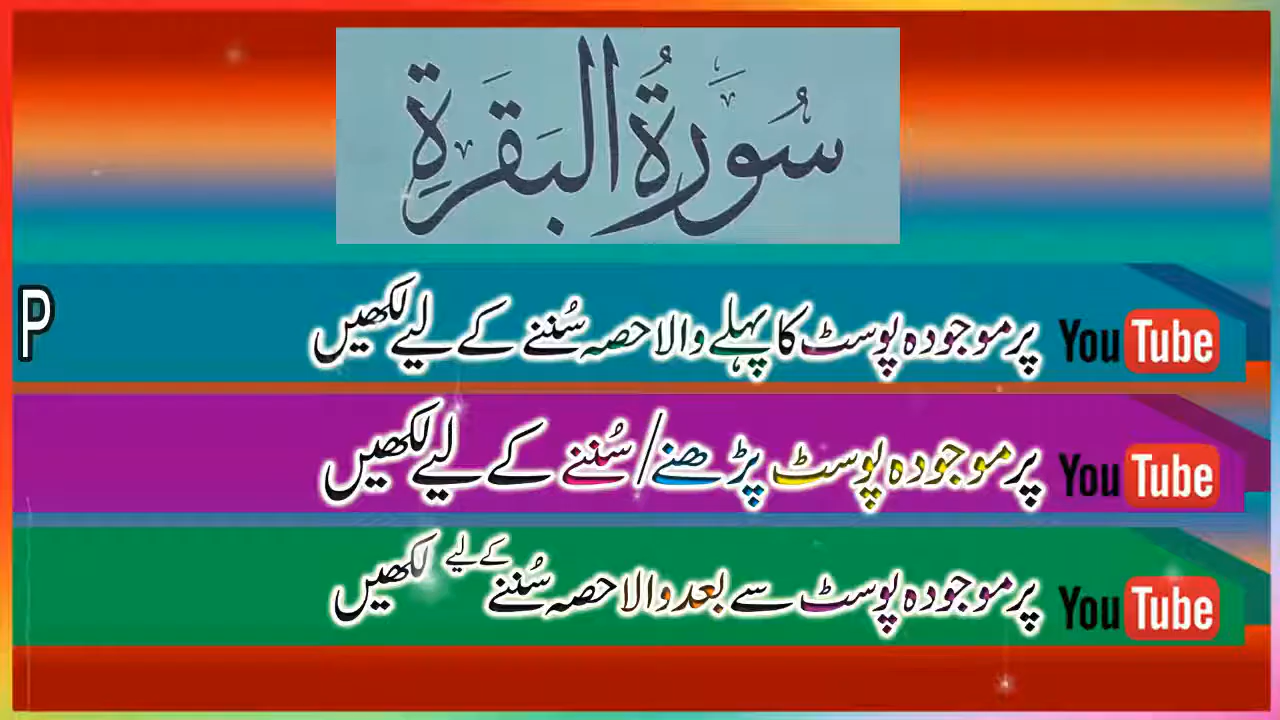 سُورَةُ الْبَقَرَةِ
YouTube پر موجودہ پوسٹ کا پہلے والا حصہ سُننے کے لیے لکھیں
P
YouTube پر موجودہ پوسٹ پڑھنے/سُننے کے لیے لکھیں
YouTube پر موجودہ پوسٹ سے بعد والا حصہ سُننے کے لیے لکھیں